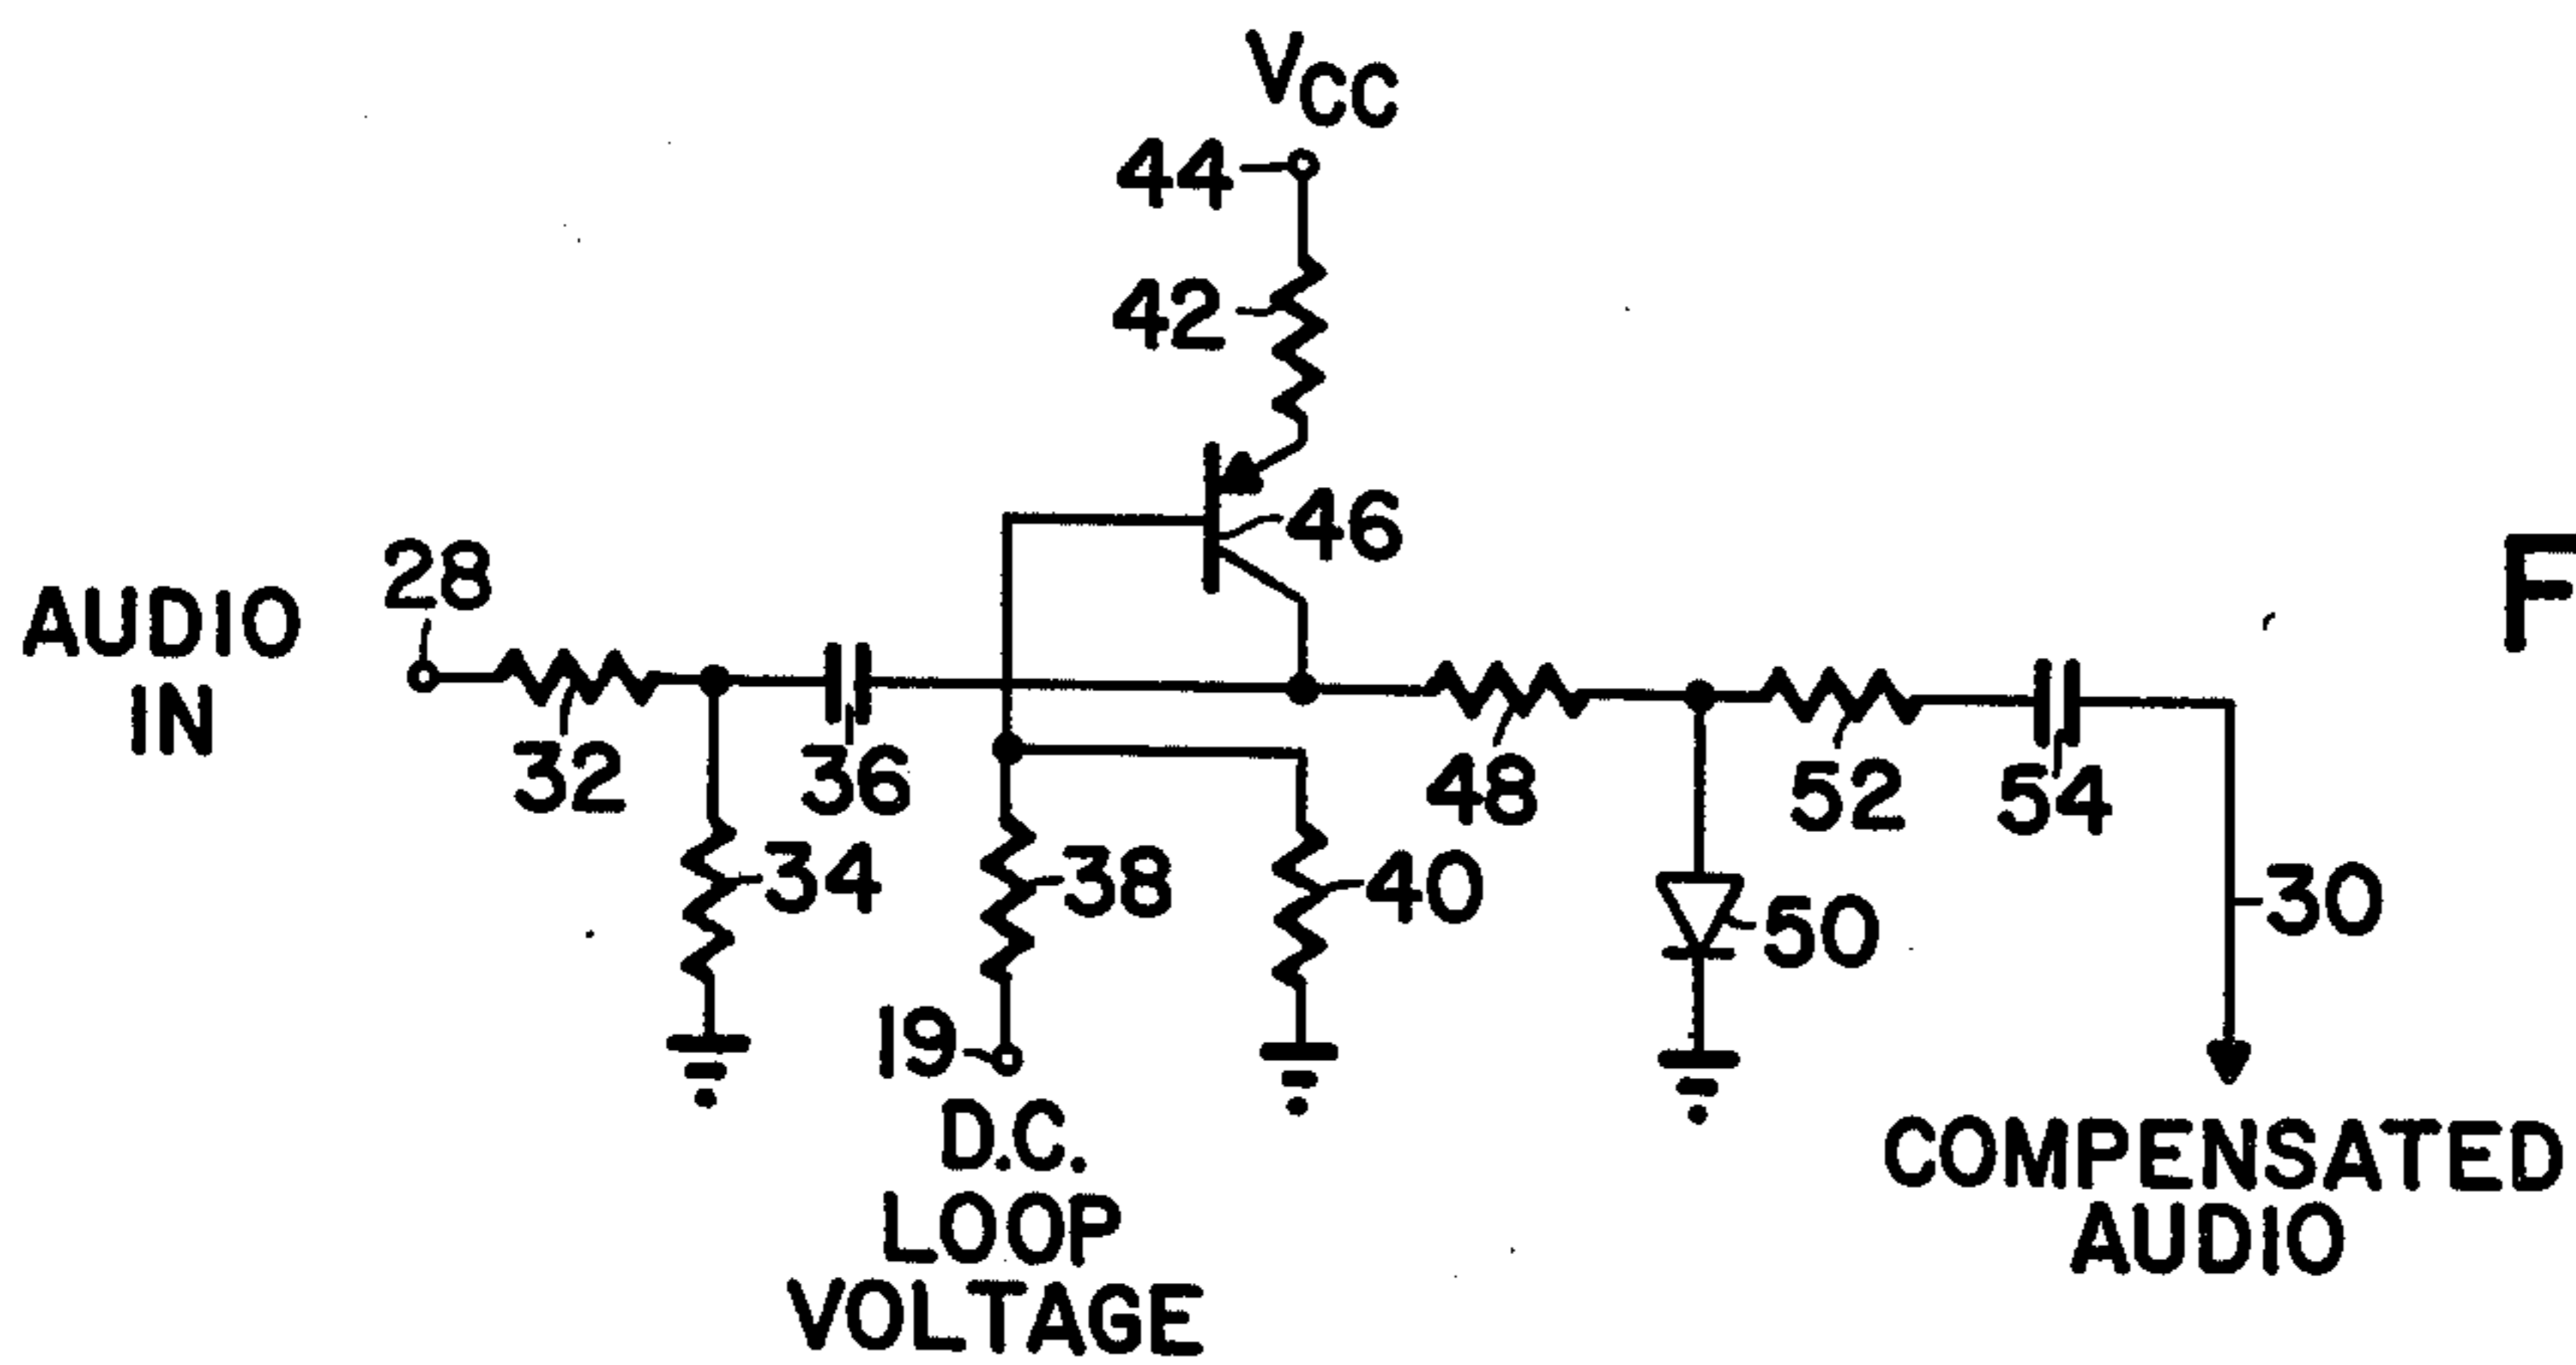 VCC
44
42
46
28
AUDIO
IN
32
36
34
38
40
48
52
54
50
30
19
D.C.
LOOP
VOLTAGE
COMPENSATED
AUDIO
F